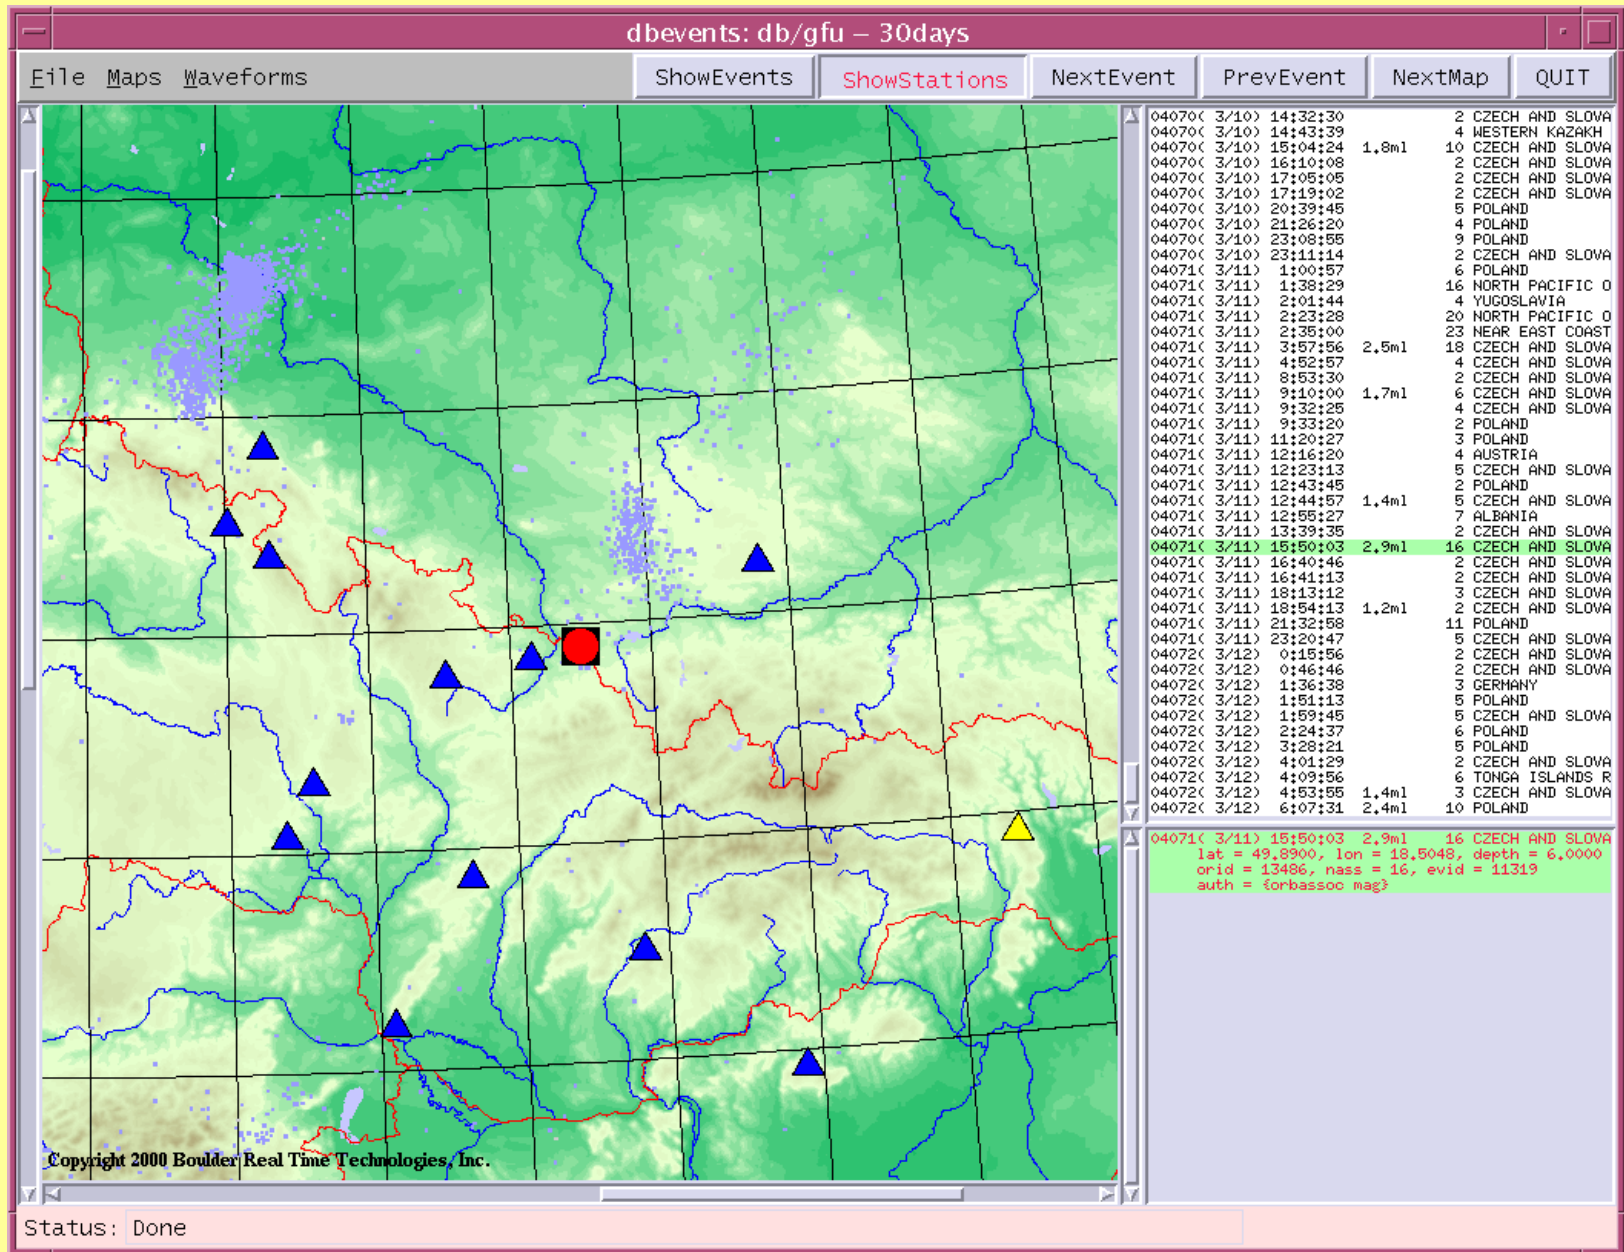 dbevents: db/gfu – 30days
File Maps Waveforms ShowEvents ShowStations NextEvent PrevEvent NextMap QUIT
04070( 3/10) 14:32:30 2 CZECH AND SLOVA
04070( 3/10) 14:43:39 4 WESTERN KAZAKH
04070( 3/10) 15:04:24 1.8ml 10 CZECH AND SLOVA
04070( 3/10) 16:10:08 2 CZECH AND SLOVA
04070( 3/10) 17:05:05 2 CZECH AND SLOVA
04070( 3/10) 17:19:02 2 CZECH AND SLOVA
04070( 3/10) 20:39:45 5 POLAND
04070( 3/10) 21:26:20 4 POLAND
04070( 3/10) 23:08:55 9 POLAND
04070( 3/10) 23:11:14 2 CZECH AND SLOVA
04071( 3/11) 1:00:57 6 POLAND
04071( 3/11) 1:38:29 16 NORTH PACIFIC O
04071( 3/11) 2:01:44 4 YUGOSLAVIA
04071( 3/11) 2:23:28 20 NORTH PACIFIC O
04071( 3/11) 2:35:00 23 NEAR EAST COAST
04071( 3/11) 3:57:56 2.5ml 18 CZECH AND SLOVA
04071( 3/11) 4:52:57 4 CZECH AND SLOVA
04071( 3/11) 8:53:30 2 CZECH AND SLOVA
04071( 3/11) 9:10:00 1.7ml 6 CZECH AND SLOVA
04071( 3/11) 9:32:25 4 CZECH AND SLOVA
04071( 3/11) 9:33:20 2 POLAND
04071( 3/11) 11:20:27 3 POLAND
04071( 3/11) 12:16:20 4 AUSTRIA
04071( 3/11) 12:23:13 5 CZECH AND SLOVA
04071( 3/11) 12:43:45 2 POLAND
04071( 3/11) 12:44:57 1.4ml 5 CZECH AND SLOVA
04071( 3/11) 12:55:27 7 ALBANIA
04071( 3/11) 13:39:35 2 CZECH AND SLOVA
04071( 3/11) 15:50:03 2.9ml 16 CZECH AND SLOVA
04071( 3/11) 16:40:46 2 CZECH AND SLOVA
04071( 3/11) 16:41:13 2 CZECH AND SLOVA
04071( 3/11) 18:13:12 3 CZECH AND SLOVA
04071( 3/11) 18:54:13 1.2ml 2 CZECH AND SLOVA
04071( 3/11) 21:32:58 11 POLAND
04071( 3/11) 23:20:47 5 CZECH AND SLOVA
04072( 3/12) 0:15:56 2 CZECH AND SLOVA
04072( 3/12) 0:46:46 2 CZECH AND SLOVA
04072( 3/12) 1:36:38 3 GERMANY
04072( 3/12) 1:51:13 5 POLAND
04072( 3/12) 1:59:45 5 CZECH AND SLOVA
04072( 3/12) 2:24:37 6 POLAND
04072( 3/12) 3:28:21 5 POLAND
04072( 3/12) 4:01:29 2 CZECH AND SLOVA
04072( 3/12) 4:09:56 6 TONGA ISLANDS R
04072( 3/12) 4:53:55 1.4ml 3 CZECH AND SLOVA
04072( 3/12) 6:07:31 2.4ml 10 POLAND
04071( 3/11) 15:50:03 2.9ml 16 CZECH AND SLOVA
lat = 49.8900, lon = 18.5048, depth = 6.0000
orid = 13486, nass = 16, evid = 11319
auth = {orbassoc mag}
Copyright 2000 Boulder Real Time Technologies, Inc.
Status: Done